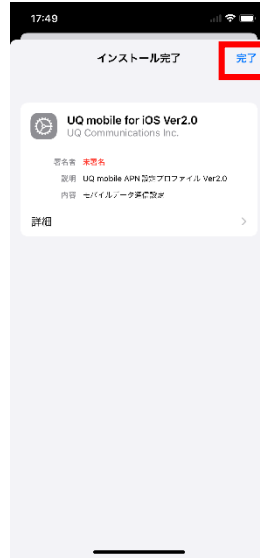 17:49
インストール完了
完了
UQ mobile for iOS Ver2.0
UQ Communications Inc.
署名者 未署名
説明 UQ mobile APN 設定プロファイル Ver2.0
内容 モバイルデータ通信設定
詳細